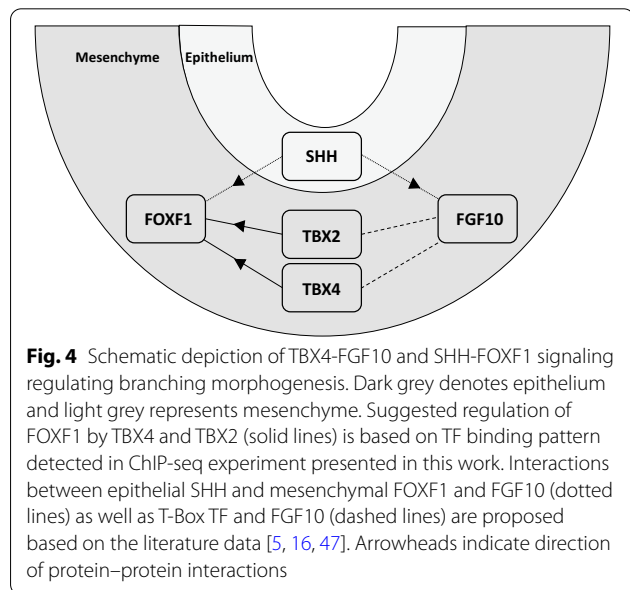 Mesenchyme
Epithelium
SHH
FOXF1
FGF10
TBX2
TBX4
Fig. 4 Schematic depiction of TBX4-FGF10 and SHH-FOXF1 signaling
regulating branching morphogenesis. Dark grey denotes epithelium
and light grey represents mesenchyme. Suggested regulation of
FOXF1 by TBX4 and TBX2 (solid lines) is based on TF binding pattern
detected in ChIP-seq experiment presented in this work. Interactions
between epithelial SHH and mesenchymal FOXF1 and FGF10 (dotted
lines) as well as T-Box TF and FGF10 (dashed lines) are proposed
based on the literature data [5, 16, 47]. Arrowheads indicate direction
of protein–protein interactions